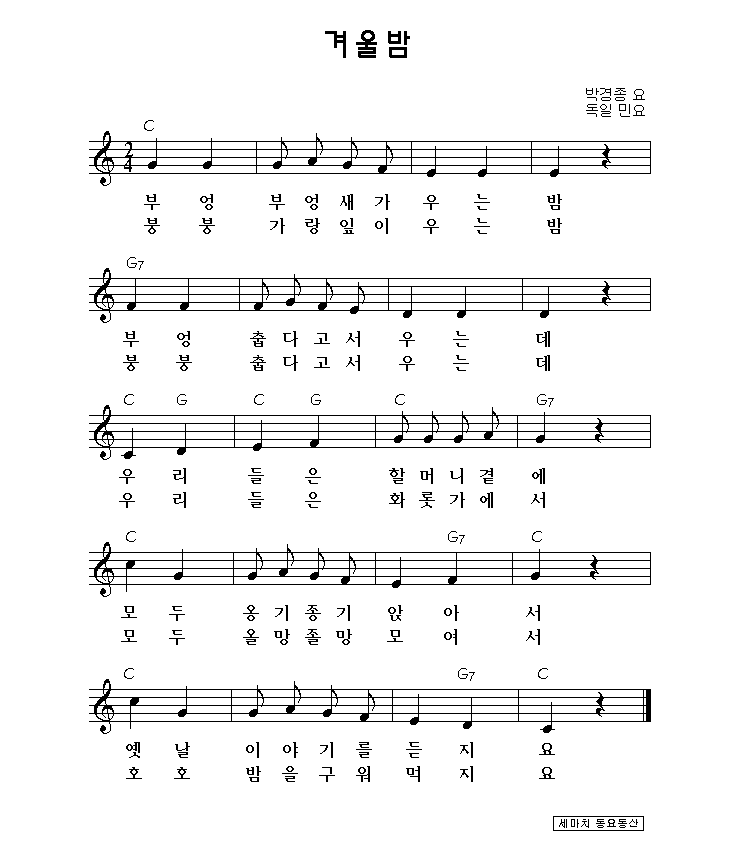 겨울밤
박경종 요
독일 민요
C
2
4
부 엉 부 엉 새 가 우 는 밤
붕 붕 가 랑 잎 이 우 는 밤
G7
부 엉 춥 다 고 서 우 는 데
붕 붕 춥 다 고 서 우 는 데
C G C G C G7
우 리 들 은 할 머 니 곁 에
우 리 들 은 화 롯 가 에 서
C G7 C
모 두 옹 기 종 기 앉 아 서
모 두 올 망 졸 망 모 여 서
C G7 C
옛 날 이 야 기 를 듣 지 요
호 호 밤 을 구 워 먹 지 요
세마치 동요동산